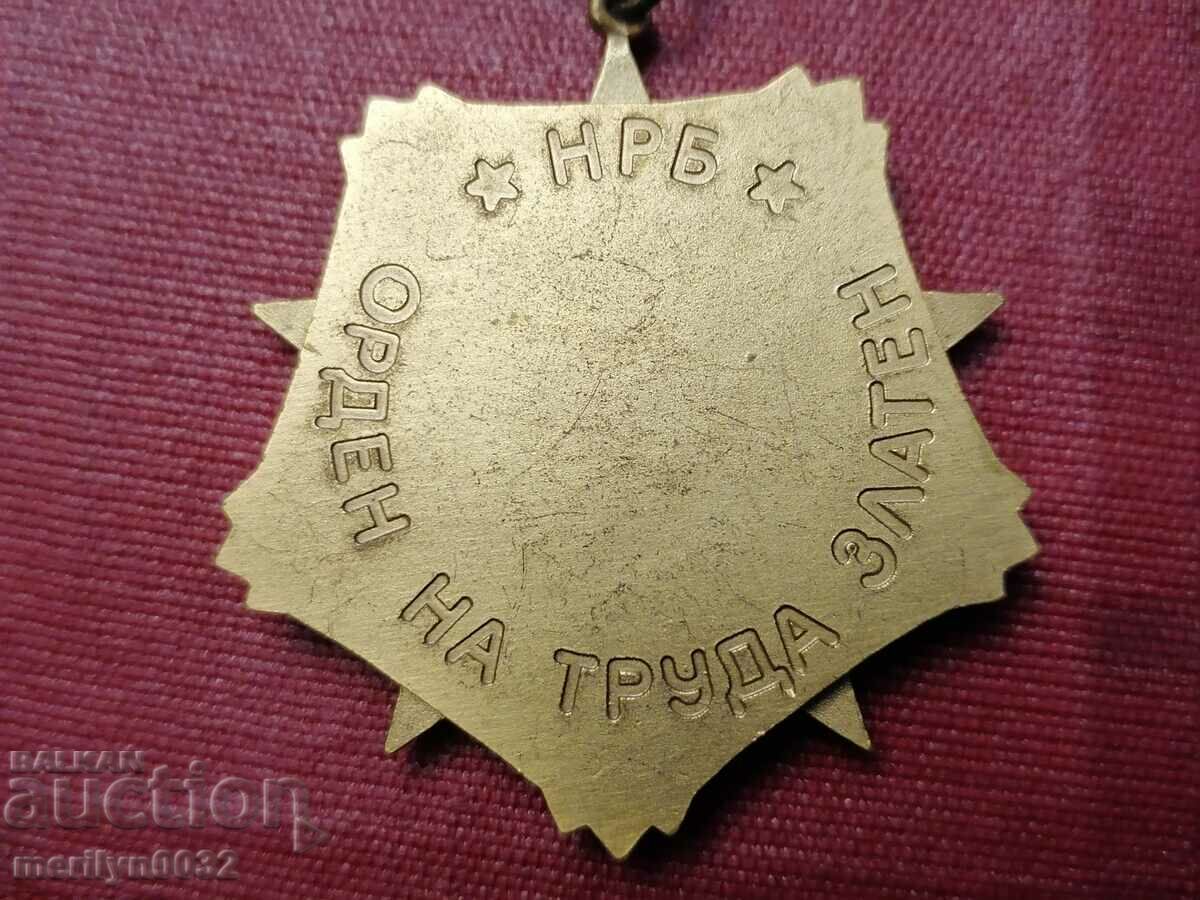 НРБ
ОРДЕН НА ТРУДА ЗЛАТЕН
BALKAN
auction
merilyn0032